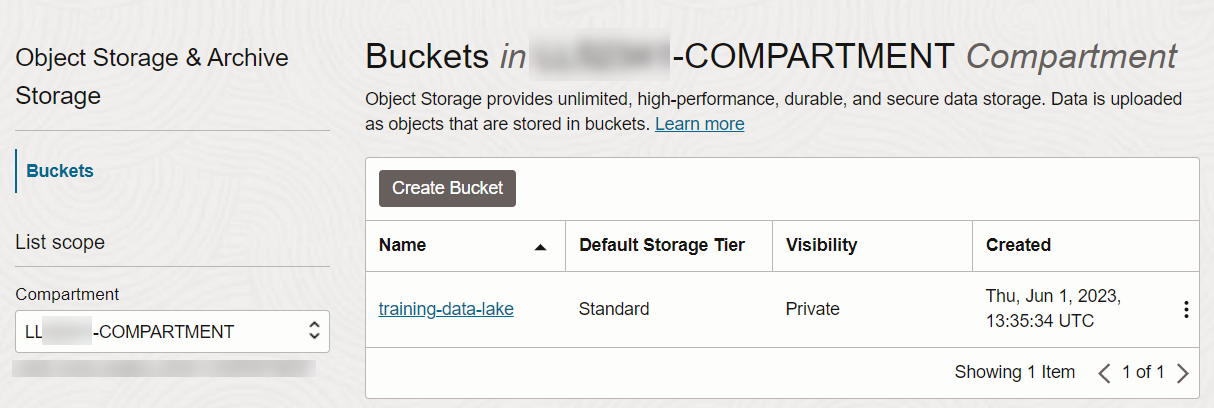 Object Storage & Archive
Storage
Buckets
List scope
Compartment
LL -COMPARTMENT
Buckets in -COMPARTMENT Compartment
Object Storage provides unlimited, high-performance, durable, and secure data storage. Data is uploaded
as objects that are stored in buckets. Learn more
Create Bucket
Name Default Storage Tier Visibility Created
training-data-lake Standard Private Thu, Jun 1, 2023,
13:35:34 UTC
Showing 1 Item 1 of 1